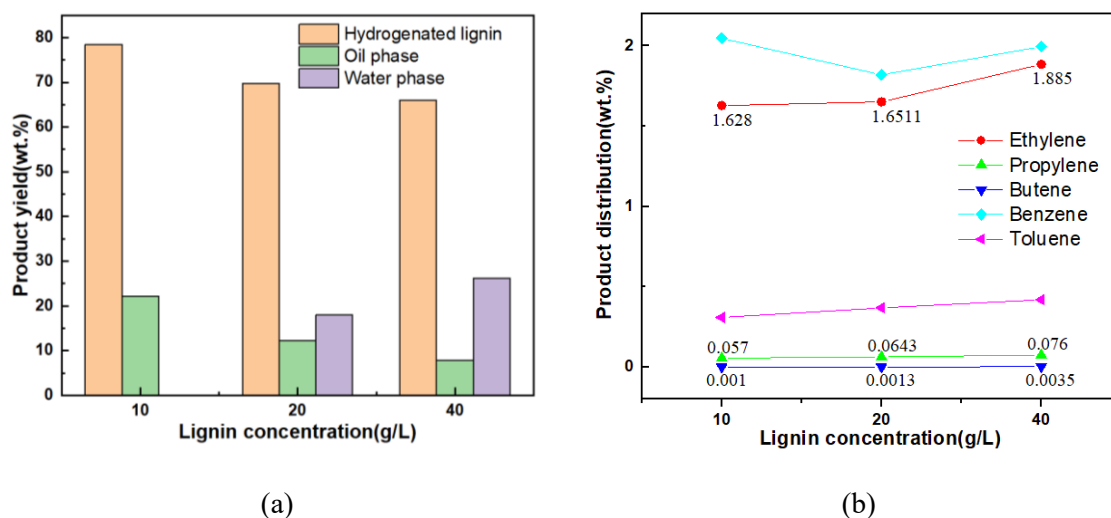 Product yield(wt.%)
80
70
60
50
40
30
20
10
0
Hydrogenated lignin
Oil phase
Water phase
10
20
40
Lignin concentration(g/L)
(a)
Product distribution(wt.%)
2
1
0
1.628
1.6511
1.885
Ethylene
Propylene
Butene
Benzene
Toluene
0.057
0.0643
0.076
0.001
0.0013
0.0035
10
20
40
Lignin concentration(g/L)
(b)